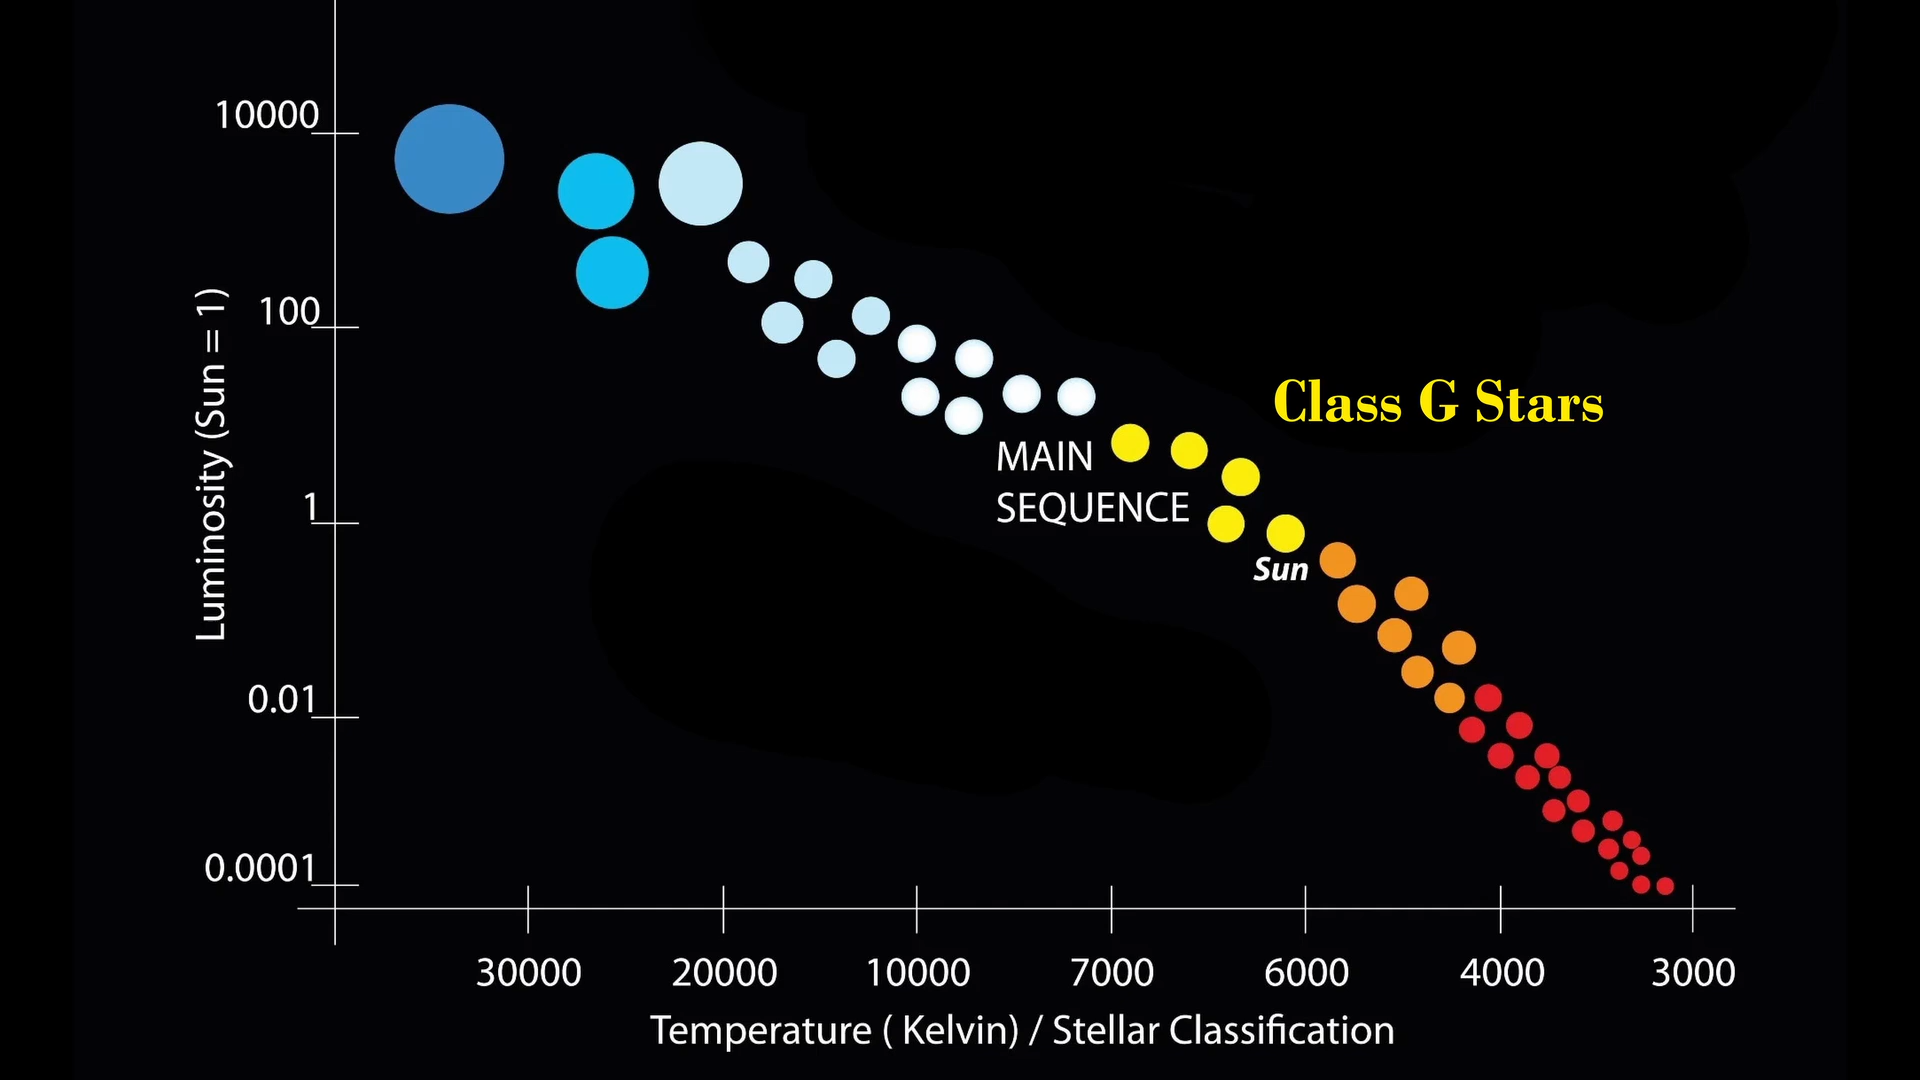 10000
100
1
0.01
0.0001
Luminosity (Sun = 1)
Class G Stars
MAIN
SEQUENCE
Sun
30000 20000 10000 7000 6000 4000 3000
Temperature ( Kelvin) / Stellar Classification